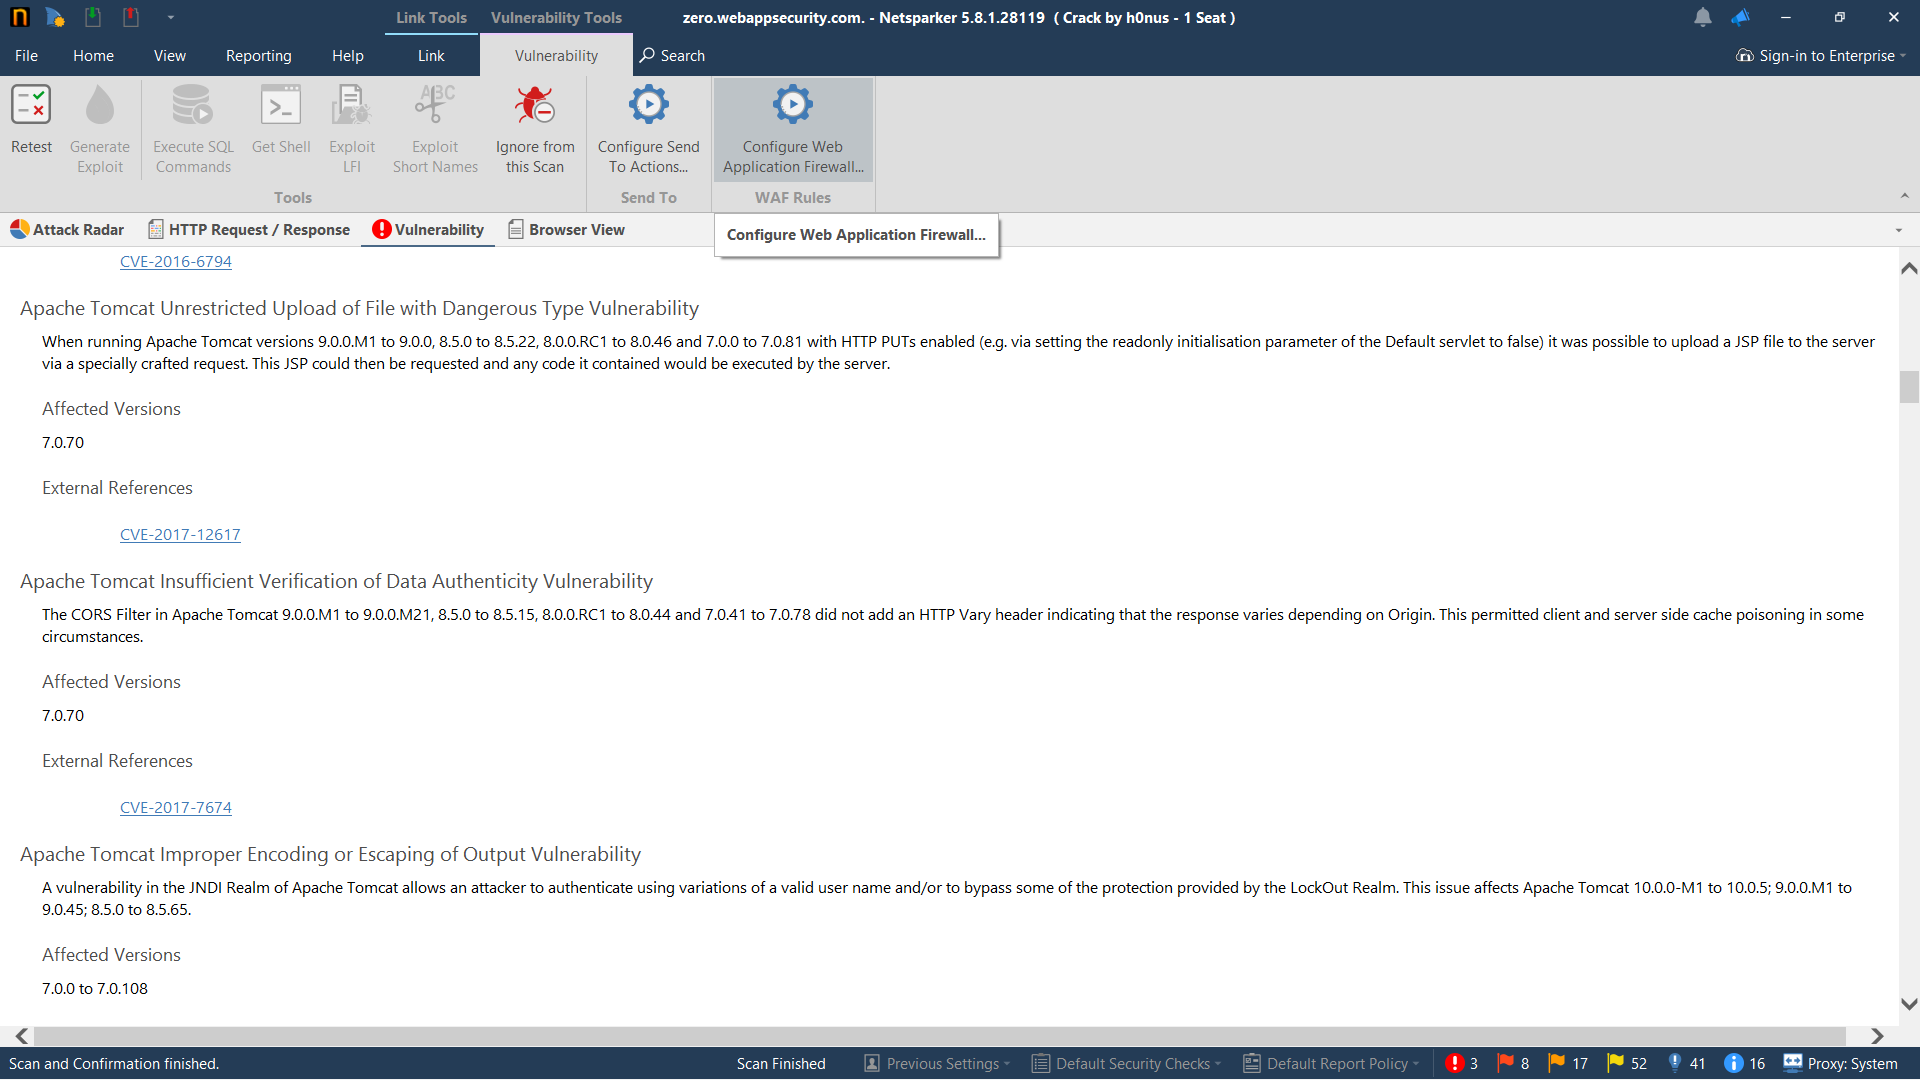 Link Tools Vulnerability Tools zero.webappsecurity.com. - Netsparker 5.8.1.28119 ( Crack by h0nus - 1 Seat )
File Home View Reporting Help Link Vulnerability Search Sign-in to Enterprise
Retest
Generate Exploit
Execute SQL Commands
>_
Get Shell
Exploit LFI
ABC
Exploit Short Names
Ignore from this Scan
Configure Send To Actions...
Configure Web Application Firewall...
Tools Send To WAF Rules
Attack Radar HTTP Request / Response Vulnerability Browser View
Configure Web Application Firewall...
CVE-2016-6794
Apache Tomcat Unrestricted Upload of File with Dangerous Type Vulnerability
When running Apache Tomcat versions 9.0.0.M1 to 9.0.0, 8.5.0 to 8.5.22, 8.0.0.RC1 to 8.0.46 and 7.0.0 to 7.0.81 with HTTP PUTs enabled (e.g. via setting the readonly initialisation parameter of the Default servlet to false) it was possible to upload a JSP file to the server
via a specially crafted request. This JSP could then be requested and any code it contained would be executed by the server.
Affected Versions
7.0.70
External References
CVE-2017-12617
Apache Tomcat Insufficient Verification of Data Authenticity Vulnerability
The CORS Filter in Apache Tomcat 9.0.0.M1 to 9.0.0.M21, 8.5.0 to 8.5.15, 8.0.0.RC1 to 8.0.44 and 7.0.41 to 7.0.78 did not add an HTTP Vary header indicating that the response varies depending on Origin. This permitted client and server side cache poisoning in some
circumstances.
Affected Versions
7.0.70
External References
CVE-2017-7674
Apache Tomcat Improper Encoding or Escaping of Output Vulnerability
A vulnerability in the JNDI Realm of Apache Tomcat allows an attacker to authenticate using variations of a valid user name and/or to bypass some of the protection provided by the LockOut Realm. This issue affects Apache Tomcat 10.0.0-M1 to 10.0.5; 9.0.0.M1 to
9.0.45; 8.5.0 to 8.5.65.
Affected Versions
7.0.0 to 7.0.108
Scan and Confirmation finished. Scan Finished Previous Settings Default Security Checks Default Report Policy 3 8 17 52 41 16 Proxy: System